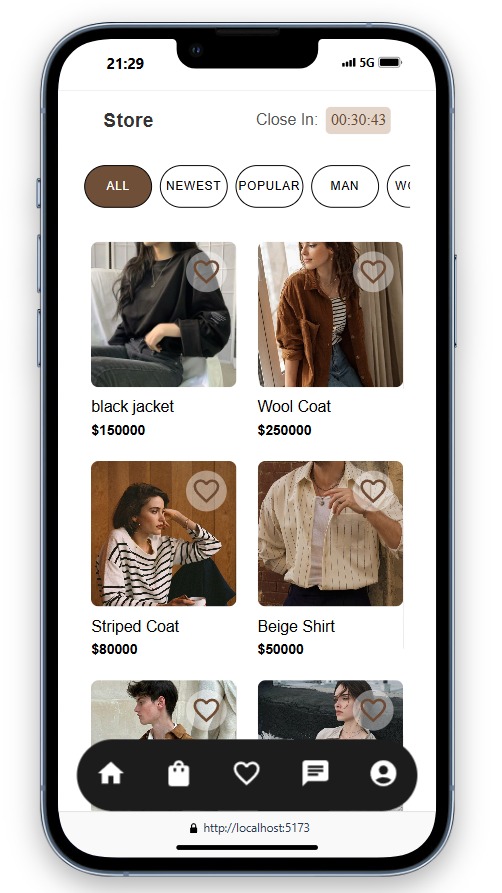 21:29 5G
Store Close In: 00:30:43
ALL NEWEST POPULAR MAN
black jacket Wool Coat
$150000 $250000
Striped Coat Beige Shirt
$80000 $50000
http://localhost:5173